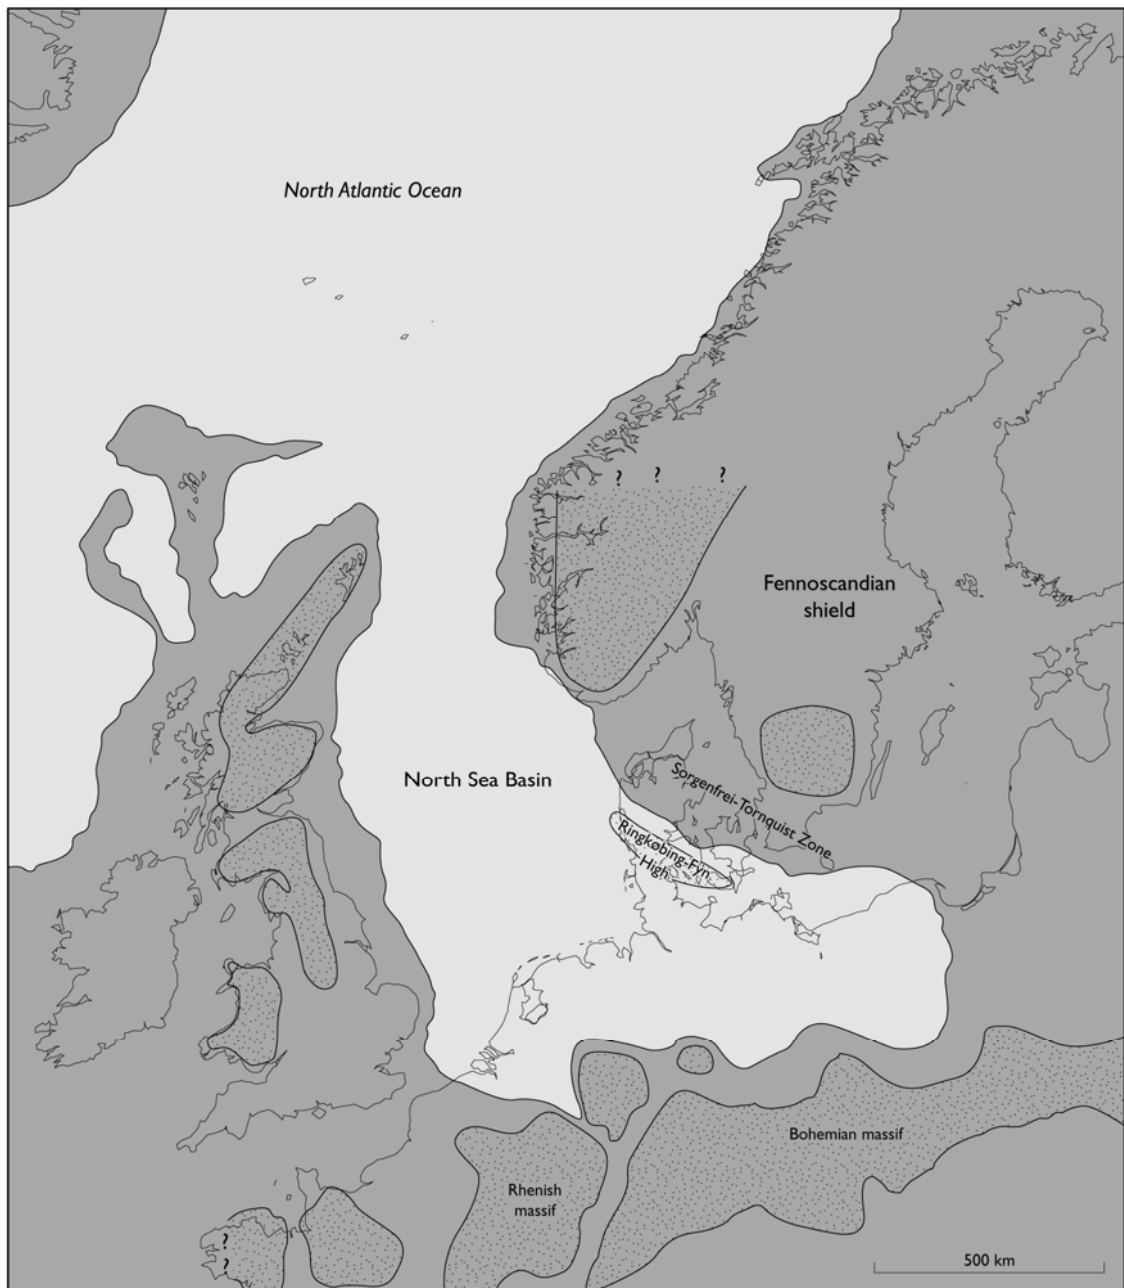 North Atlantic Ocean
? ? ?
Fennoscandian
shield
North Sea Basin
Sorgenfrei-Tornquist Zone
Ringkøbing-Fyn
High
Bohemian massif
Rhenish
massif
?
?
500 km